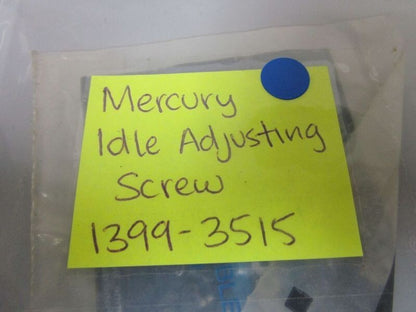 Mercury
Idle Adjusting
Screw
1399-3515